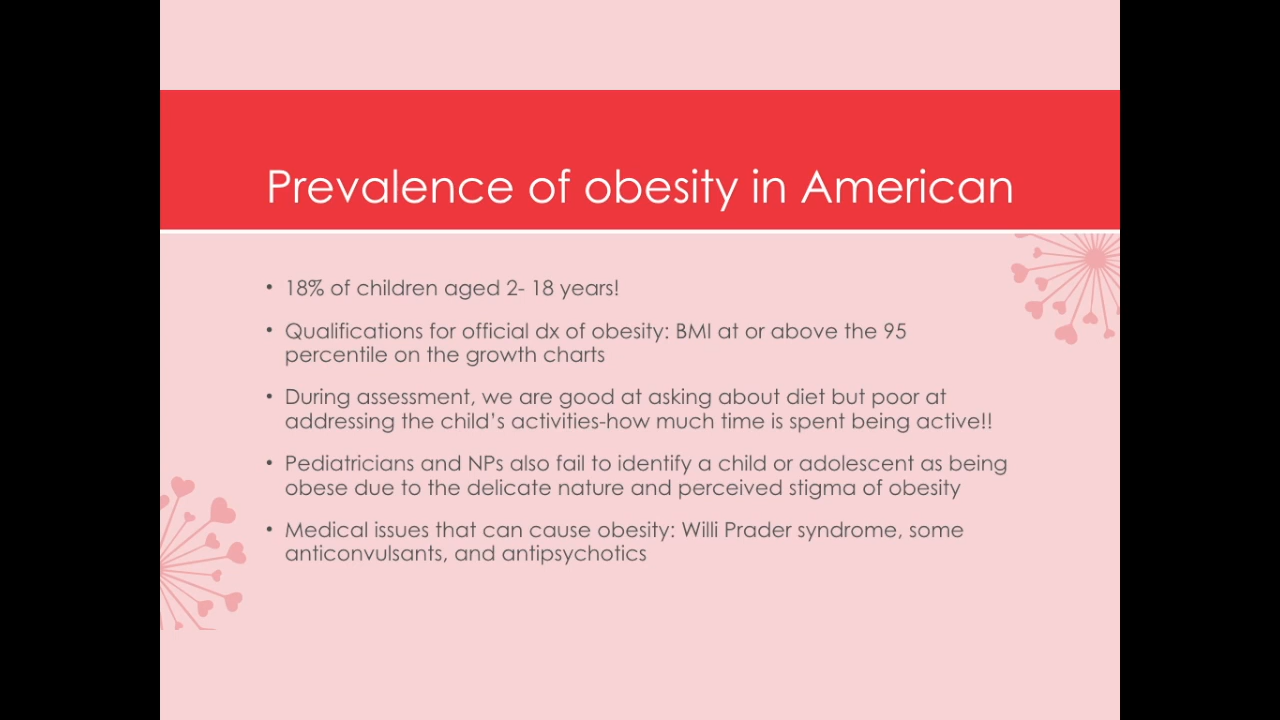 Prevalence of obesity in American
• 18% of children aged 2- 18 years!
• Qualifications for official dx of obesity: BMI at or above the 95
percentile on the growth charts
• During assessment, we are good at asking about diet but poor at
addressing the child’s activities-how much time is spent being active!!
• Pediatricians and NPs also fail to identify a child or adolescent as being
obese due to the delicate nature and perceived stigma of obesity
• Medical issues that can cause obesity: Willi Prader syndrome, some
anticonvulsants, and antipsychotics